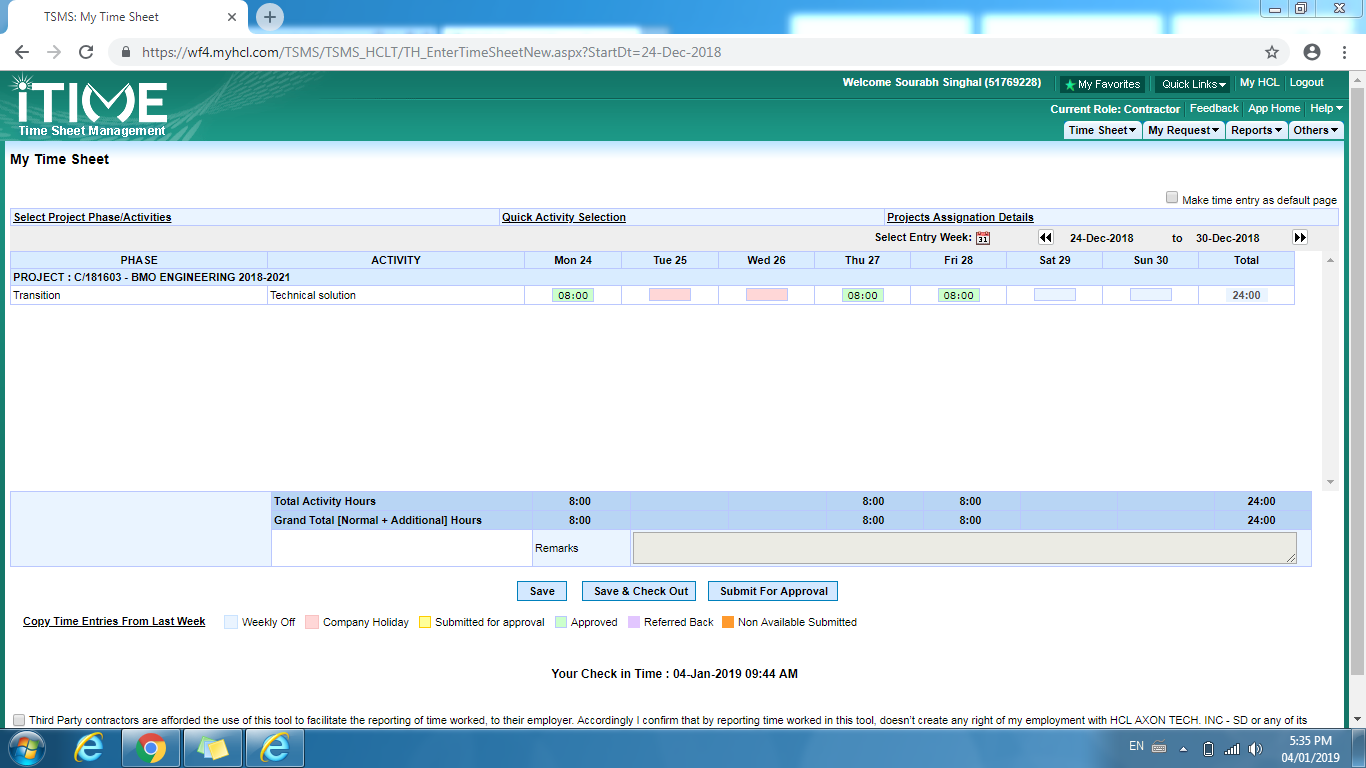 TSMS: My Time Sheet
https://wf4.myhcl.com/TSMS/TSMS_HCLT/TH_EnterTimeSheetNew.aspx?StartDt=24-Dec-2018
iTIME
Time Sheet Management
Welcome Sourabh Singhal (51769228) My Favorites Quick Links My HCL Logout
Current Role: Contractor Feedback App Home Help
Time Sheet My Request Reports Others
My Time Sheet
Make time entry as default page
Select Project Phase/Activities Quick Activity Selection Projects Assignation Details
Select Entry Week: 31 24-Dec-2018 to 30-Dec-2018
PHASE ACTIVITY Mon 24 Tue 25 Wed 26 Thu 27 Fri 28 Sat 29 Sun 30 Total
PROJECT : C/181603 - BMO ENGINEERING 2018-2021
Transition Technical solution 08:00 08:00 08:00 24:00
Total Activity Hours 8:00 8:00 8:00 24:00
Grand Total [Normal + Additional] Hours 8:00 8:00 8:00 24:00
Remarks
Save Save & Check Out Submit For Approval
Copy Time Entries From Last Week Weekly Off Company Holiday Submitted for approval Approved Referred Back Non Available Submitted
Your Check in Time : 04-Jan-2019 09:44 AM
Third Party contractors are afforded the use of this tool to facilitate the reporting of time worked, to their employer. Accordingly I confirm that by reporting time worked in this tool, doesn't create any right of my employment with HCL AXON TECH. INC - SD or any of its
EN 5:35 PM
04/01/2019